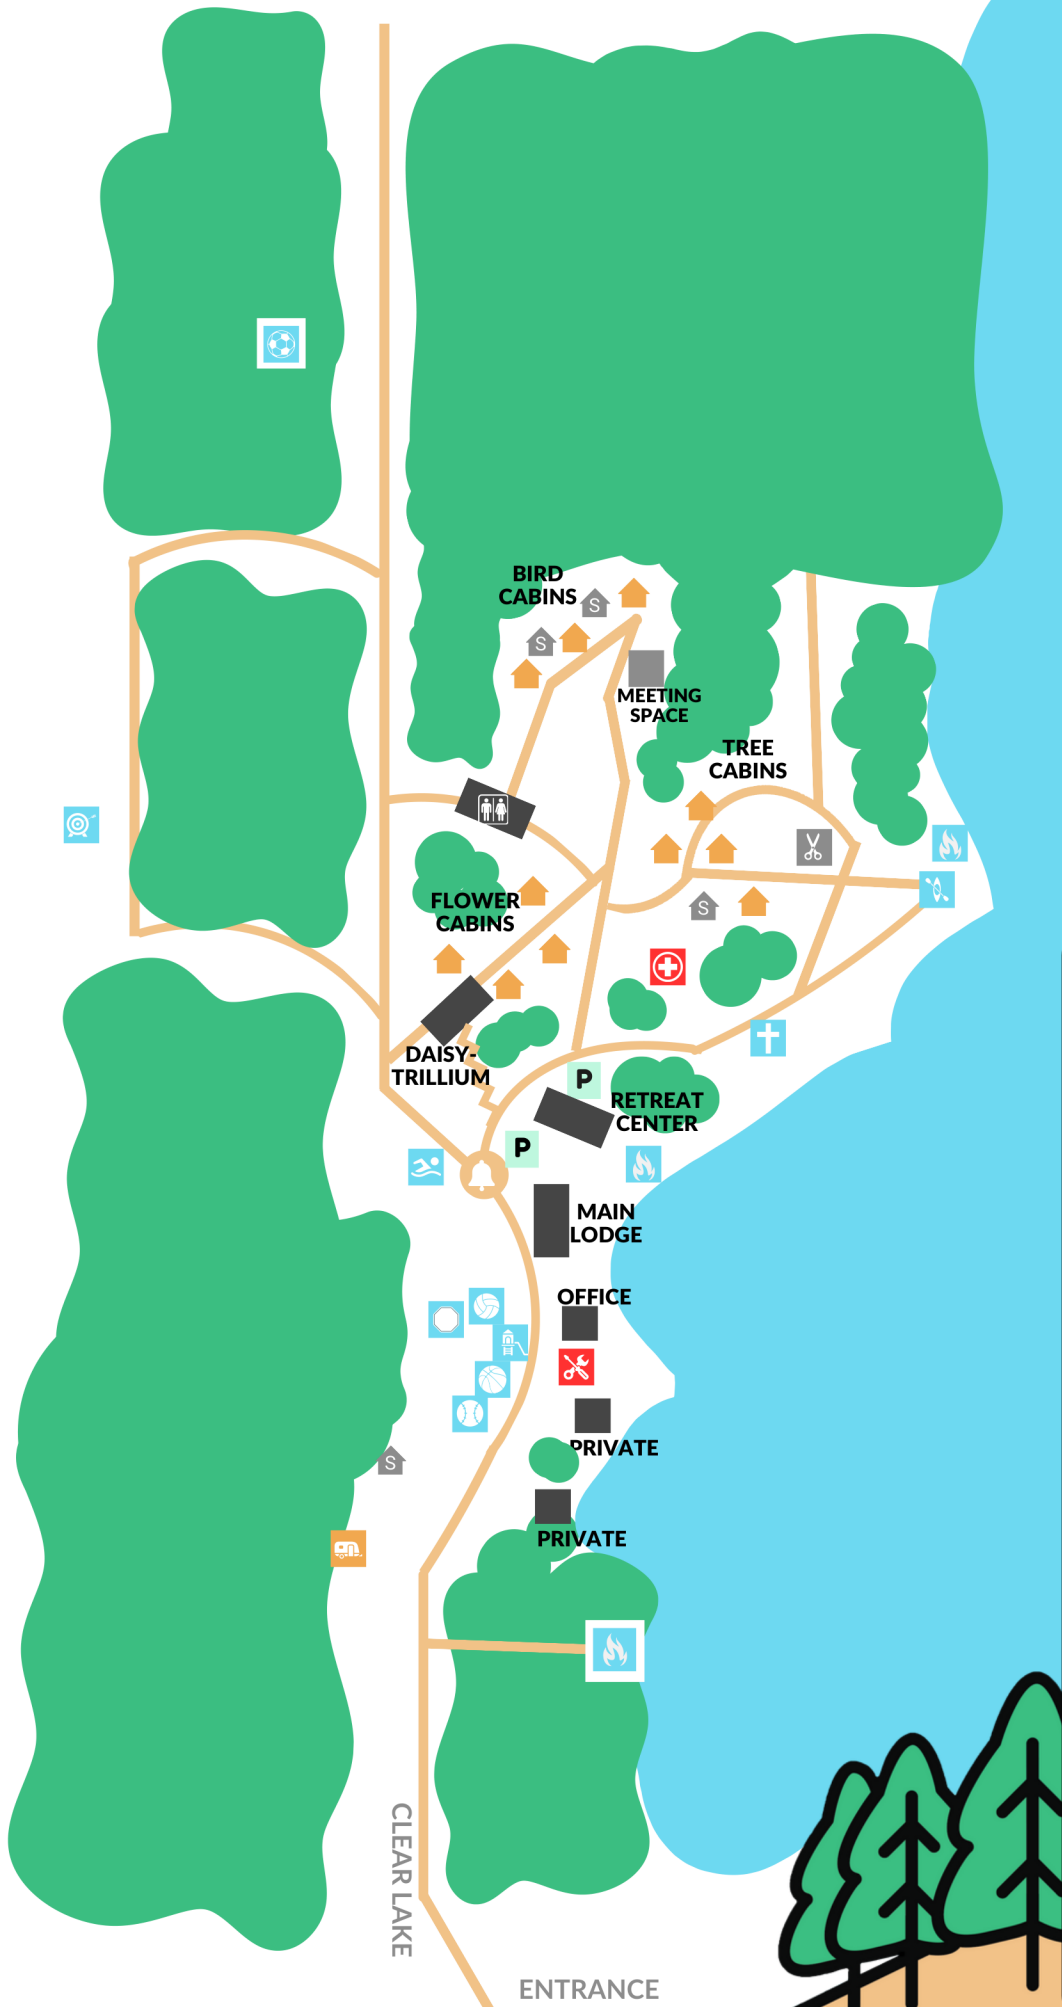 BIRD
CABINS
S
S
MEETING
SPACE
TREE
CABINS
FLOWER
CABINS
S
DAISY-
TRILLIUM
P
RETREAT
CENTER
P
MAIN
LODGE
OFFICE
PRIVATE
S
PRIVATE
CLEAR LAKE
ENTRANCE